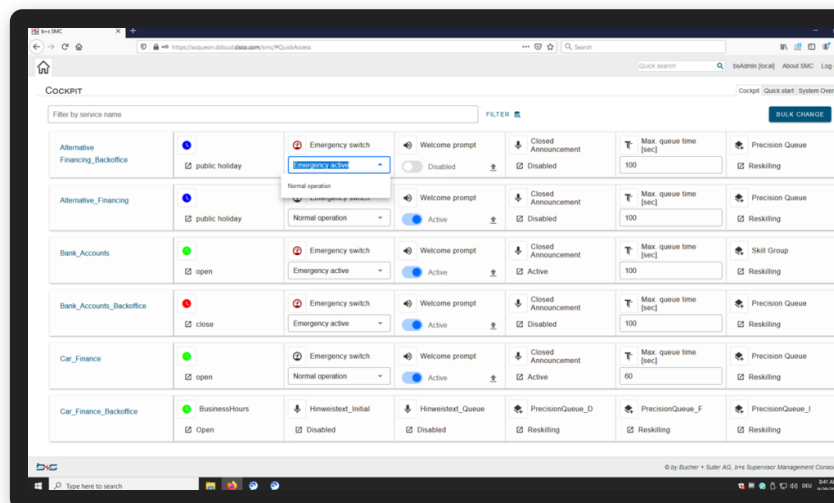 b+s SMC
https://acqueon.dcloud.cisco.com/sms/#QuickAccess
Search
Quick search
bsAdmin [local] About SMC Log
COCKPIT
Cockpit Quick start System Over
Filter by service name
FILTER
BULK CHANGE
Alternative Financing_Backoffice
public holiday
Emergency switch
Emergency active
Normal operation
Welcome prompt
Disabled
Closed Announcement
Disabled
Max. queue time [sec]
100
Precision Queue
Reskilling
Alternative_Financing
public holiday
Emergency switch
Normal operation
Welcome prompt
Active
Closed Announcement
Disabled
Max. queue time [sec]
100
Precision Queue
Reskilling
Bank_Accounts
open
Emergency switch
Emergency active
Welcome prompt
Active
Closed Announcement
Active
Max. queue time [sec]
100
Skill Group
Reskilling
Bank_Accounts_Backoffice
close
Emergency switch
Emergency active
Welcome prompt
Active
Closed Announcement
Disabled
Max. queue time [sec]
100
Precision Queue
Reskilling
Car_Finance
open
Emergency switch
Normal operation
Welcome prompt
Active
Closed Announcement
Active
Max. queue time [sec]
60
Precision Queue
Reskilling
Car_Finance_Backoffice
BusinessHours
Open
Hinweistext_Initial
Disabled
Hinweistext_Queue
Disabled
PrecisionQueue_D
Reskilling
PrecisionQueue_F
Reskilling
PrecisionQueue_I
Reskilling
b+s
© by Bucher + Suter AG, b+s Supervisor Management Conso
Type here to search
DEU